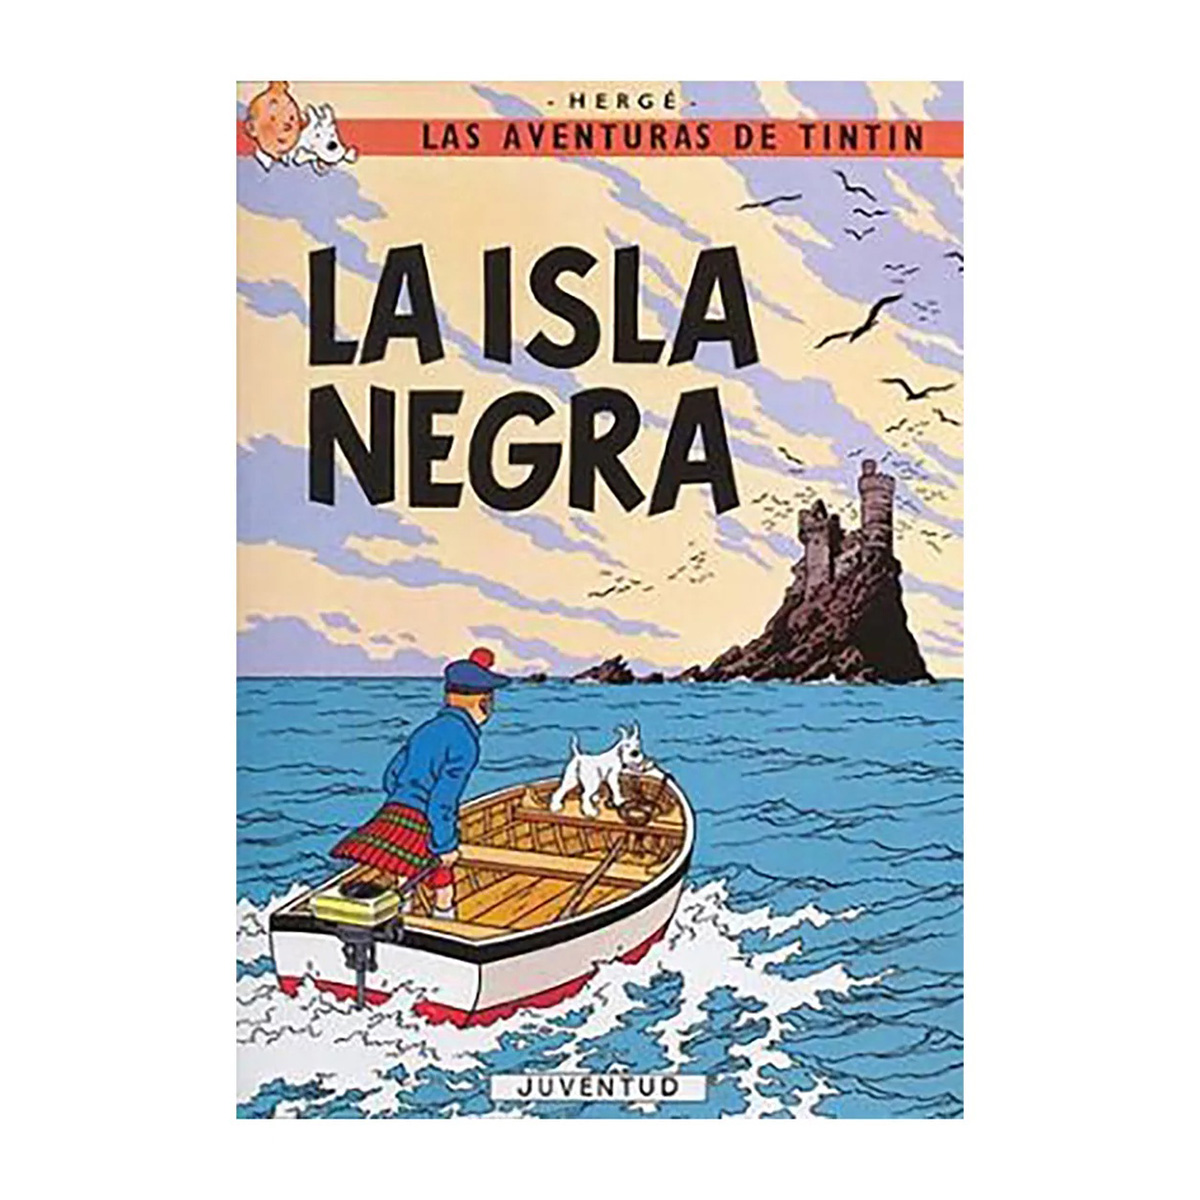 - HERGÉ -
LAS AVENTURAS DE TINTIN
LA ISLA
NEGRA
JUVENTUD